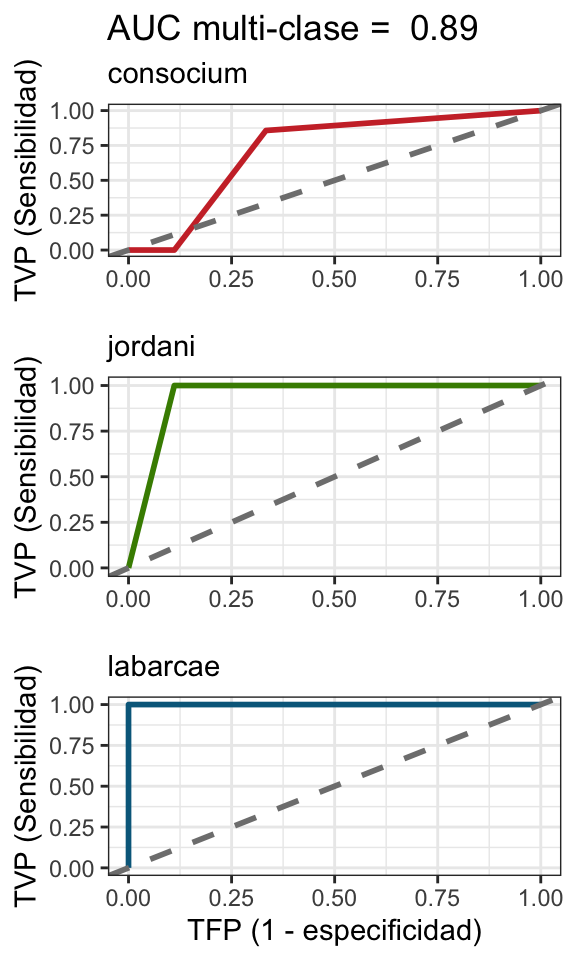 AUC multi-clase =  0.89
consocium
TVP (Sensibilidad)
1.00
0.75
0.50
0.25
0.00
0.00 0.25 0.50 0.75 1.00
jordani
TVP (Sensibilidad)
1.00
0.75
0.50
0.25
0.00
0.00 0.25 0.50 0.75 1.00
labarcae
TVP (Sensibilidad)
1.00
0.75
0.50
0.25
0.00
0.00 0.25 0.50 0.75 1.00
TFP (1 - especificidad)